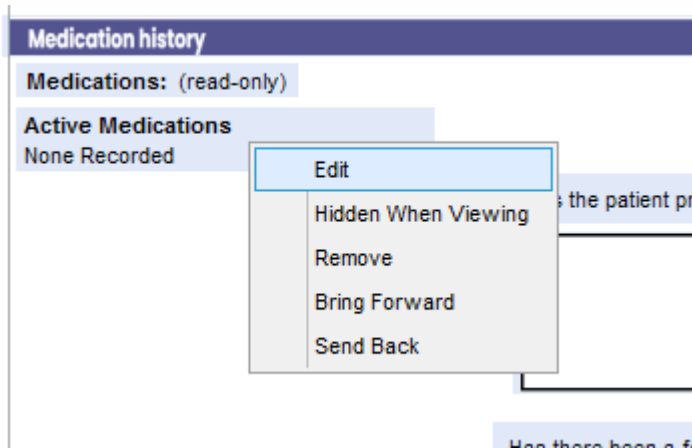 Medication history
Medications: (read-only)
Active Medications
None Recorded
Edit
Hidden When Viewing
Remove
Bring Forward
Send Back
the patient
Has there been a